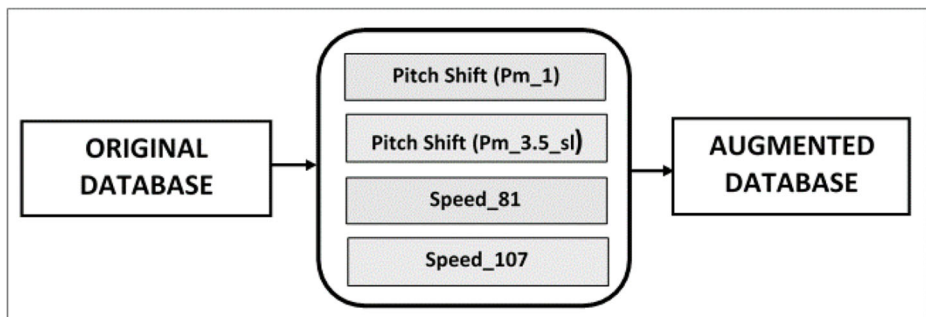 ORIGINAL
DATABASE
Pitch Shift (Pm_1)
Pitch Shift (Pm_3.5_sl)
Speed_81
Speed_107
AUGMENTED
DATABASE